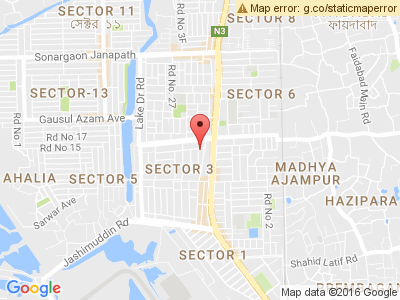 Map error: g.co/staticmaperror
SECTOR 11
সেক্টর ১১
Rd No 3F
N3
SECTOR 8
ফায়দাবাদ
Sonargaon Janapath
Lake Dr Rd
Rd No. 27
Faidabad Main Rd
SECTOR-13
SECTOR 6
Gausul Azam Ave
Rd No 17
Rd No.1
Rd No 15
SECTOR 3
MADHYA
AJAMPUR
AHALIA
SECTOR 5
Sarwar Ave
HAZIPARA
Rd No 2
Jashimuddin Rd
SECTOR 1
Shahid Latif Rd
Google
Map data ©2016 Google